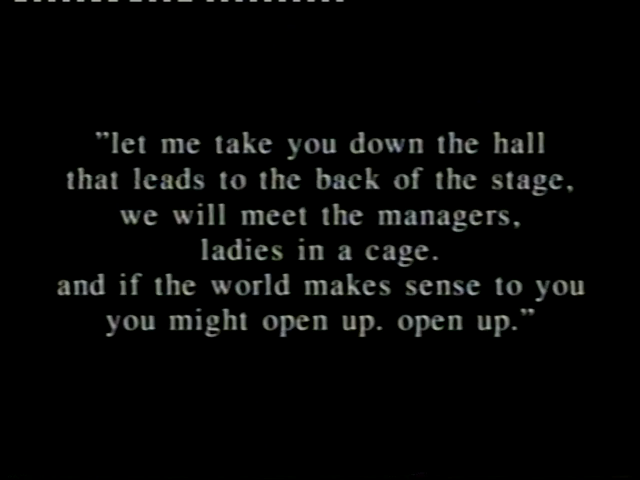 ”let me take you down the hall
that leads to the back of the stage,
we will meet the managers,
ladies in a cage.
and if the world makes sense to you
you might open up. open up.”